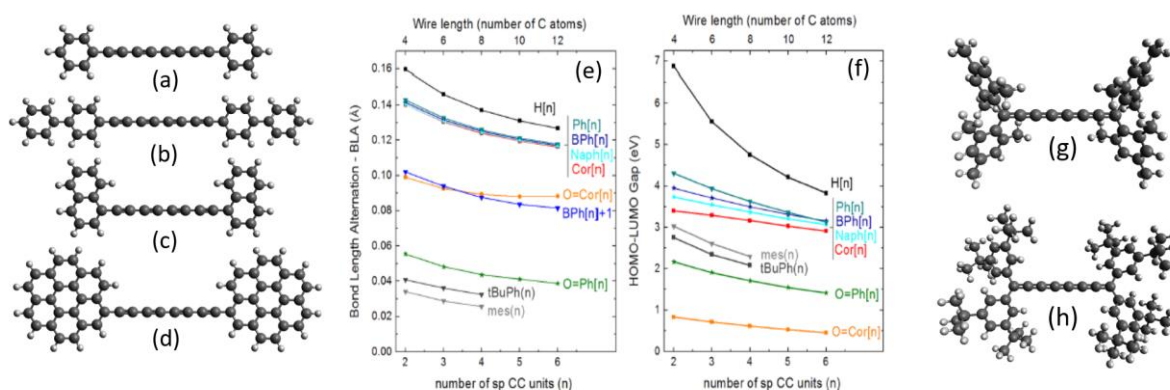 (a)
(b)
(c)
(d)
Wire length (number of C atoms)
4 6 8 10 12
(e)
Bond Length Alternation - BLA (Å)
0.16
0.14
0.12
0.10
0.08
0.06
0.04
0.02
0.00
H[n]
Ph[n]
BPh[n]
Naph[n]
Cor[n]
O=Cor[n]
BPh[n]+1
O=Ph[n]
tBuPh(n)
mes(n)
2 3 4 5 6
number of sp CC units (n)
Wire length (number of C atoms)
4 6 8 10 12
(f)
HOMO-LUMO Gap (eV)
7
6
5
4
3
2
1
0
H[n]
Ph[n]
BPh[n]
Naph[n]
Cor[n]
mes(n)
tBuPh(n)
O=Ph[n]
O=Cor[n]
2 3 4 5 6
number of sp CC units (n)
(g)
(h)